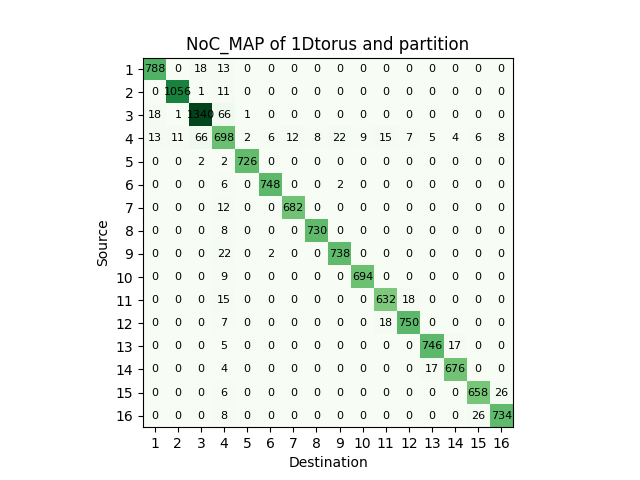 NoC_MAP of 1Dtorus and partition
1 788 0 18 13 0 0 0 0 0 0 0 0 0 0 0 0
2 0 1056 1 11 0 0 0 0 0 0 0 0 0 0 0 0
3 18 1 1340 66 1 0 0 0 0 0 0 0 0 0 0 0
4 13 11 66 698 2 6 12 8 22 9 15 7 5 4 6 8
5 0 0 2 2 726 0 0 0 0 0 0 0 0 0 0 0
6 0 0 0 6 0 748 0 0 2 0 0 0 0 0 0 0
7 0 0 0 12 0 0 682 0 0 0 0 0 0 0 0 0
8 0 0 0 8 0 0 0 730 0 0 0 0 0 0 0 0
9 0 0 0 22 0 2 0 0 738 0 0 0 0 0 0 0
10 0 0 0 9 0 0 0 0 0 694 0 0 0 0 0 0
11 0 0 0 15 0 0 0 0 0 0 632 18 0 0 0 0
12 0 0 0 7 0 0 0 0 0 0 18 750 0 0 0 0
13 0 0 0 5 0 0 0 0 0 0 0 0 746 17 0 0
14 0 0 0 4 0 0 0 0 0 0 0 0 17 676 0 0
15 0 0 0 6 0 0 0 0 0 0 0 0 0 0 658 26
16 0 0 0 8 0 0 0 0 0 0 0 0 0 0 26 734
1 2 3 4 5 6 7 8 9 10 11 12 13 14 15 16
Destination
Source